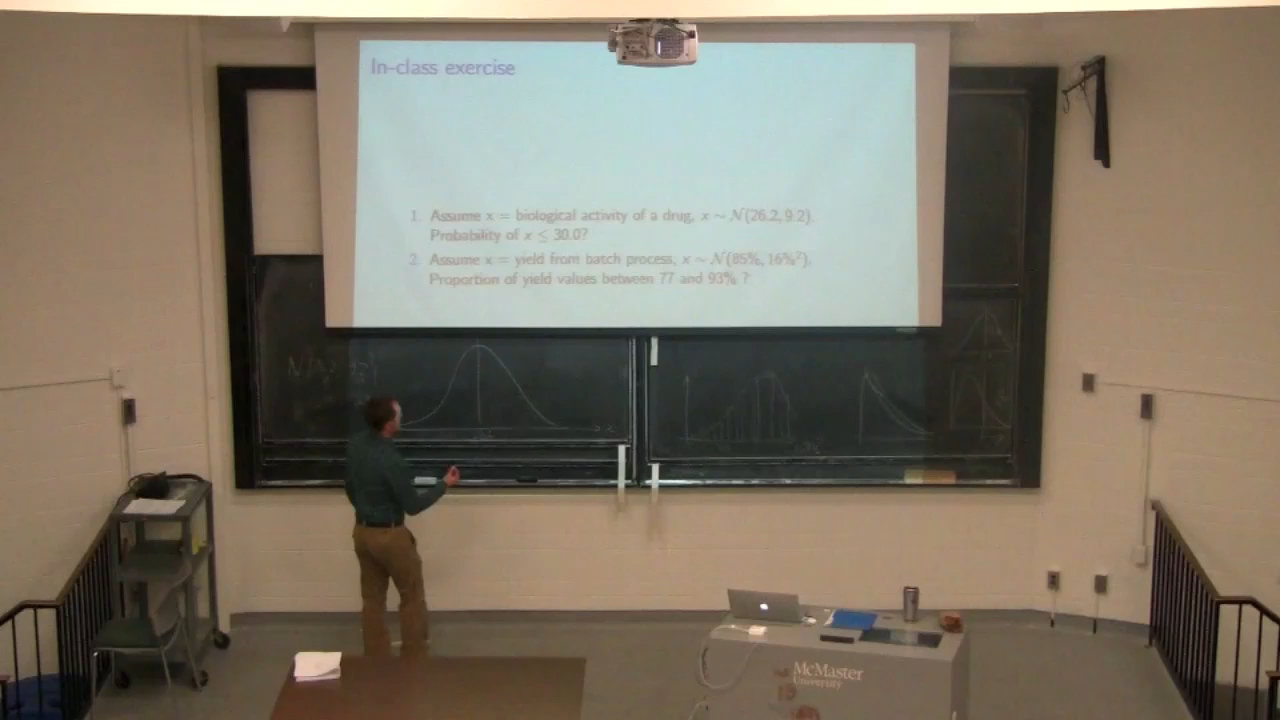 In-class exercise
1. Assume x = biological activity of a drug, x ∼ N(26.2, 9.2).
Probability of x ≤ 30.0?
2. Assume x = yield from batch process, x ∼ N(85%, 16%²).
Proportion of yield values between 77 and 93% ?
McMaster
University